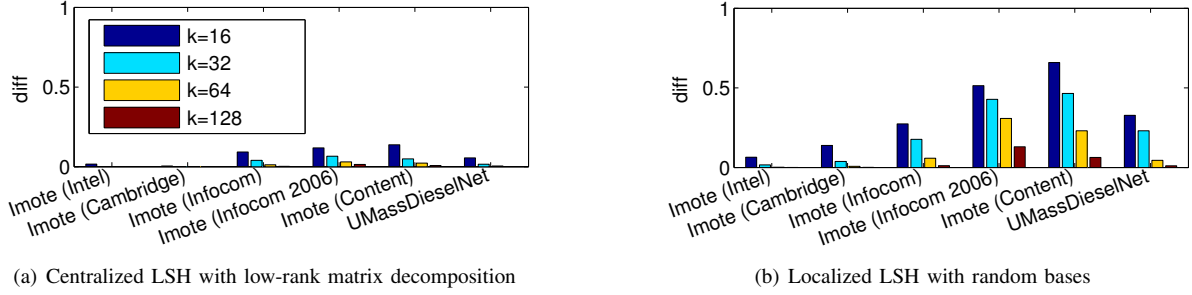 1
0.5
0
diff
k=16
k=32
k=64
k=128
Imote (Intel)
Imote (Cambridge)
Imote (Infocom)
Imote (Infocom 2006)
Imote (Content)
UMassDieselNet
(a) Centralized LSH with low-rank matrix decomposition
1
0.5
0
diff
Imote (Intel)
Imote (Cambridge)
Imote (Infocom)
Imote (Infocom 2006)
Imote (Content)
UMassDieselNet
(b) Localized LSH with random bases